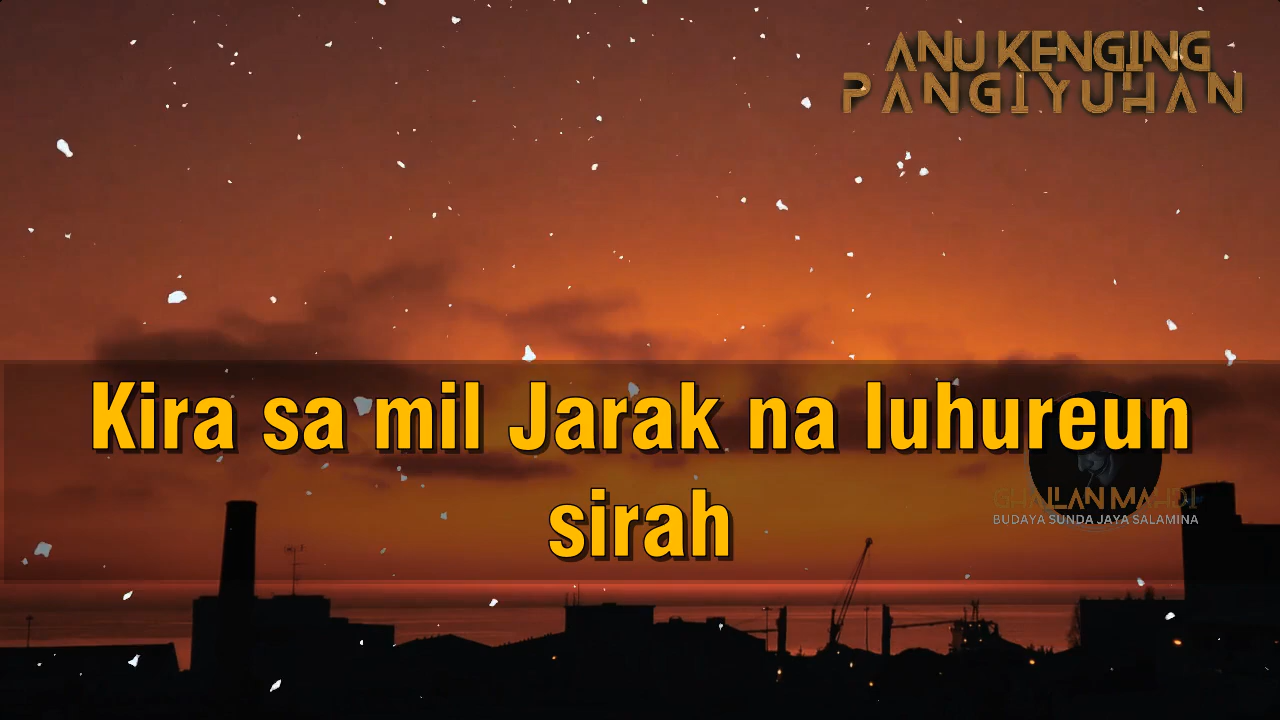 ANU KENGING
PANGIYUHAN
Kira sa mil Jarak na luhureun
sirah
GHAILAN MAHDI
BUDAYA SUNDA JAYA SALAMINA